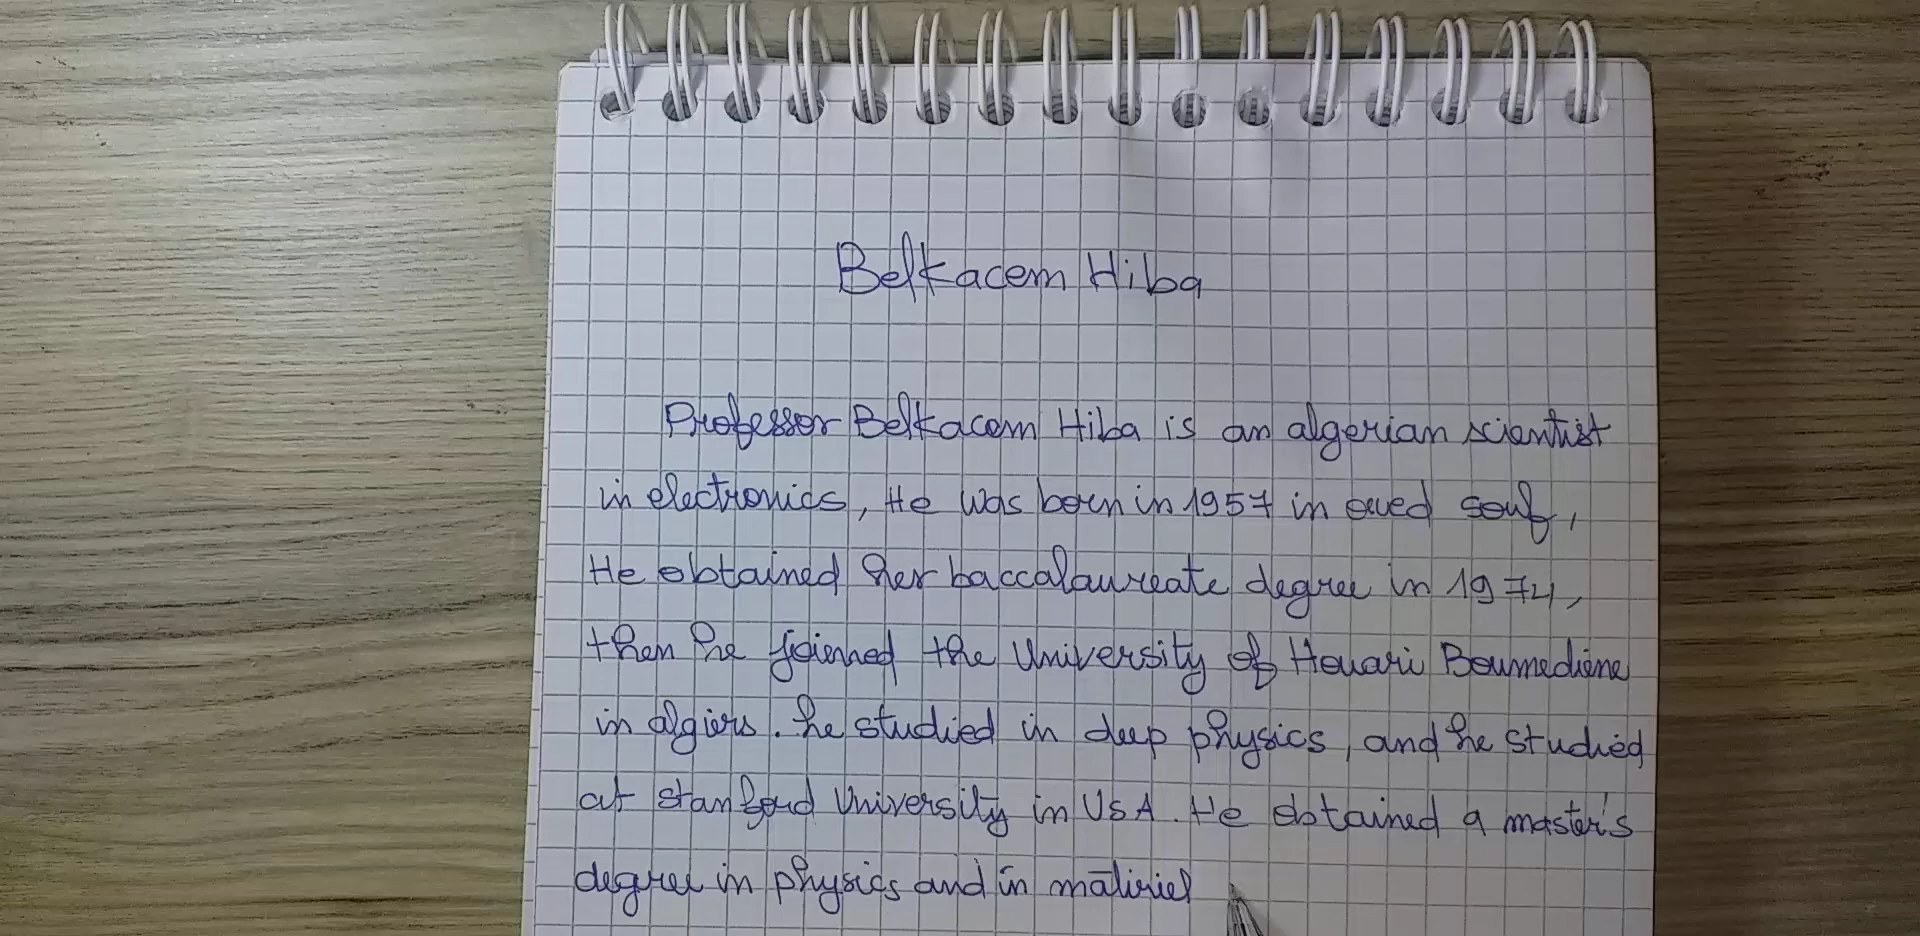 Belkacem Hiba
Professor Belkacem Hiba is an algerian scientist
in electronics, He was born in 1957 in oued souf,
He obtained her baccalaureate degree in 1974,
then he joienned the University of Houari Boumediene
in algiers. he studied in deep physics, and he studied
at stanford University in USA. He obtained a master's
degree in physics and in matiriel